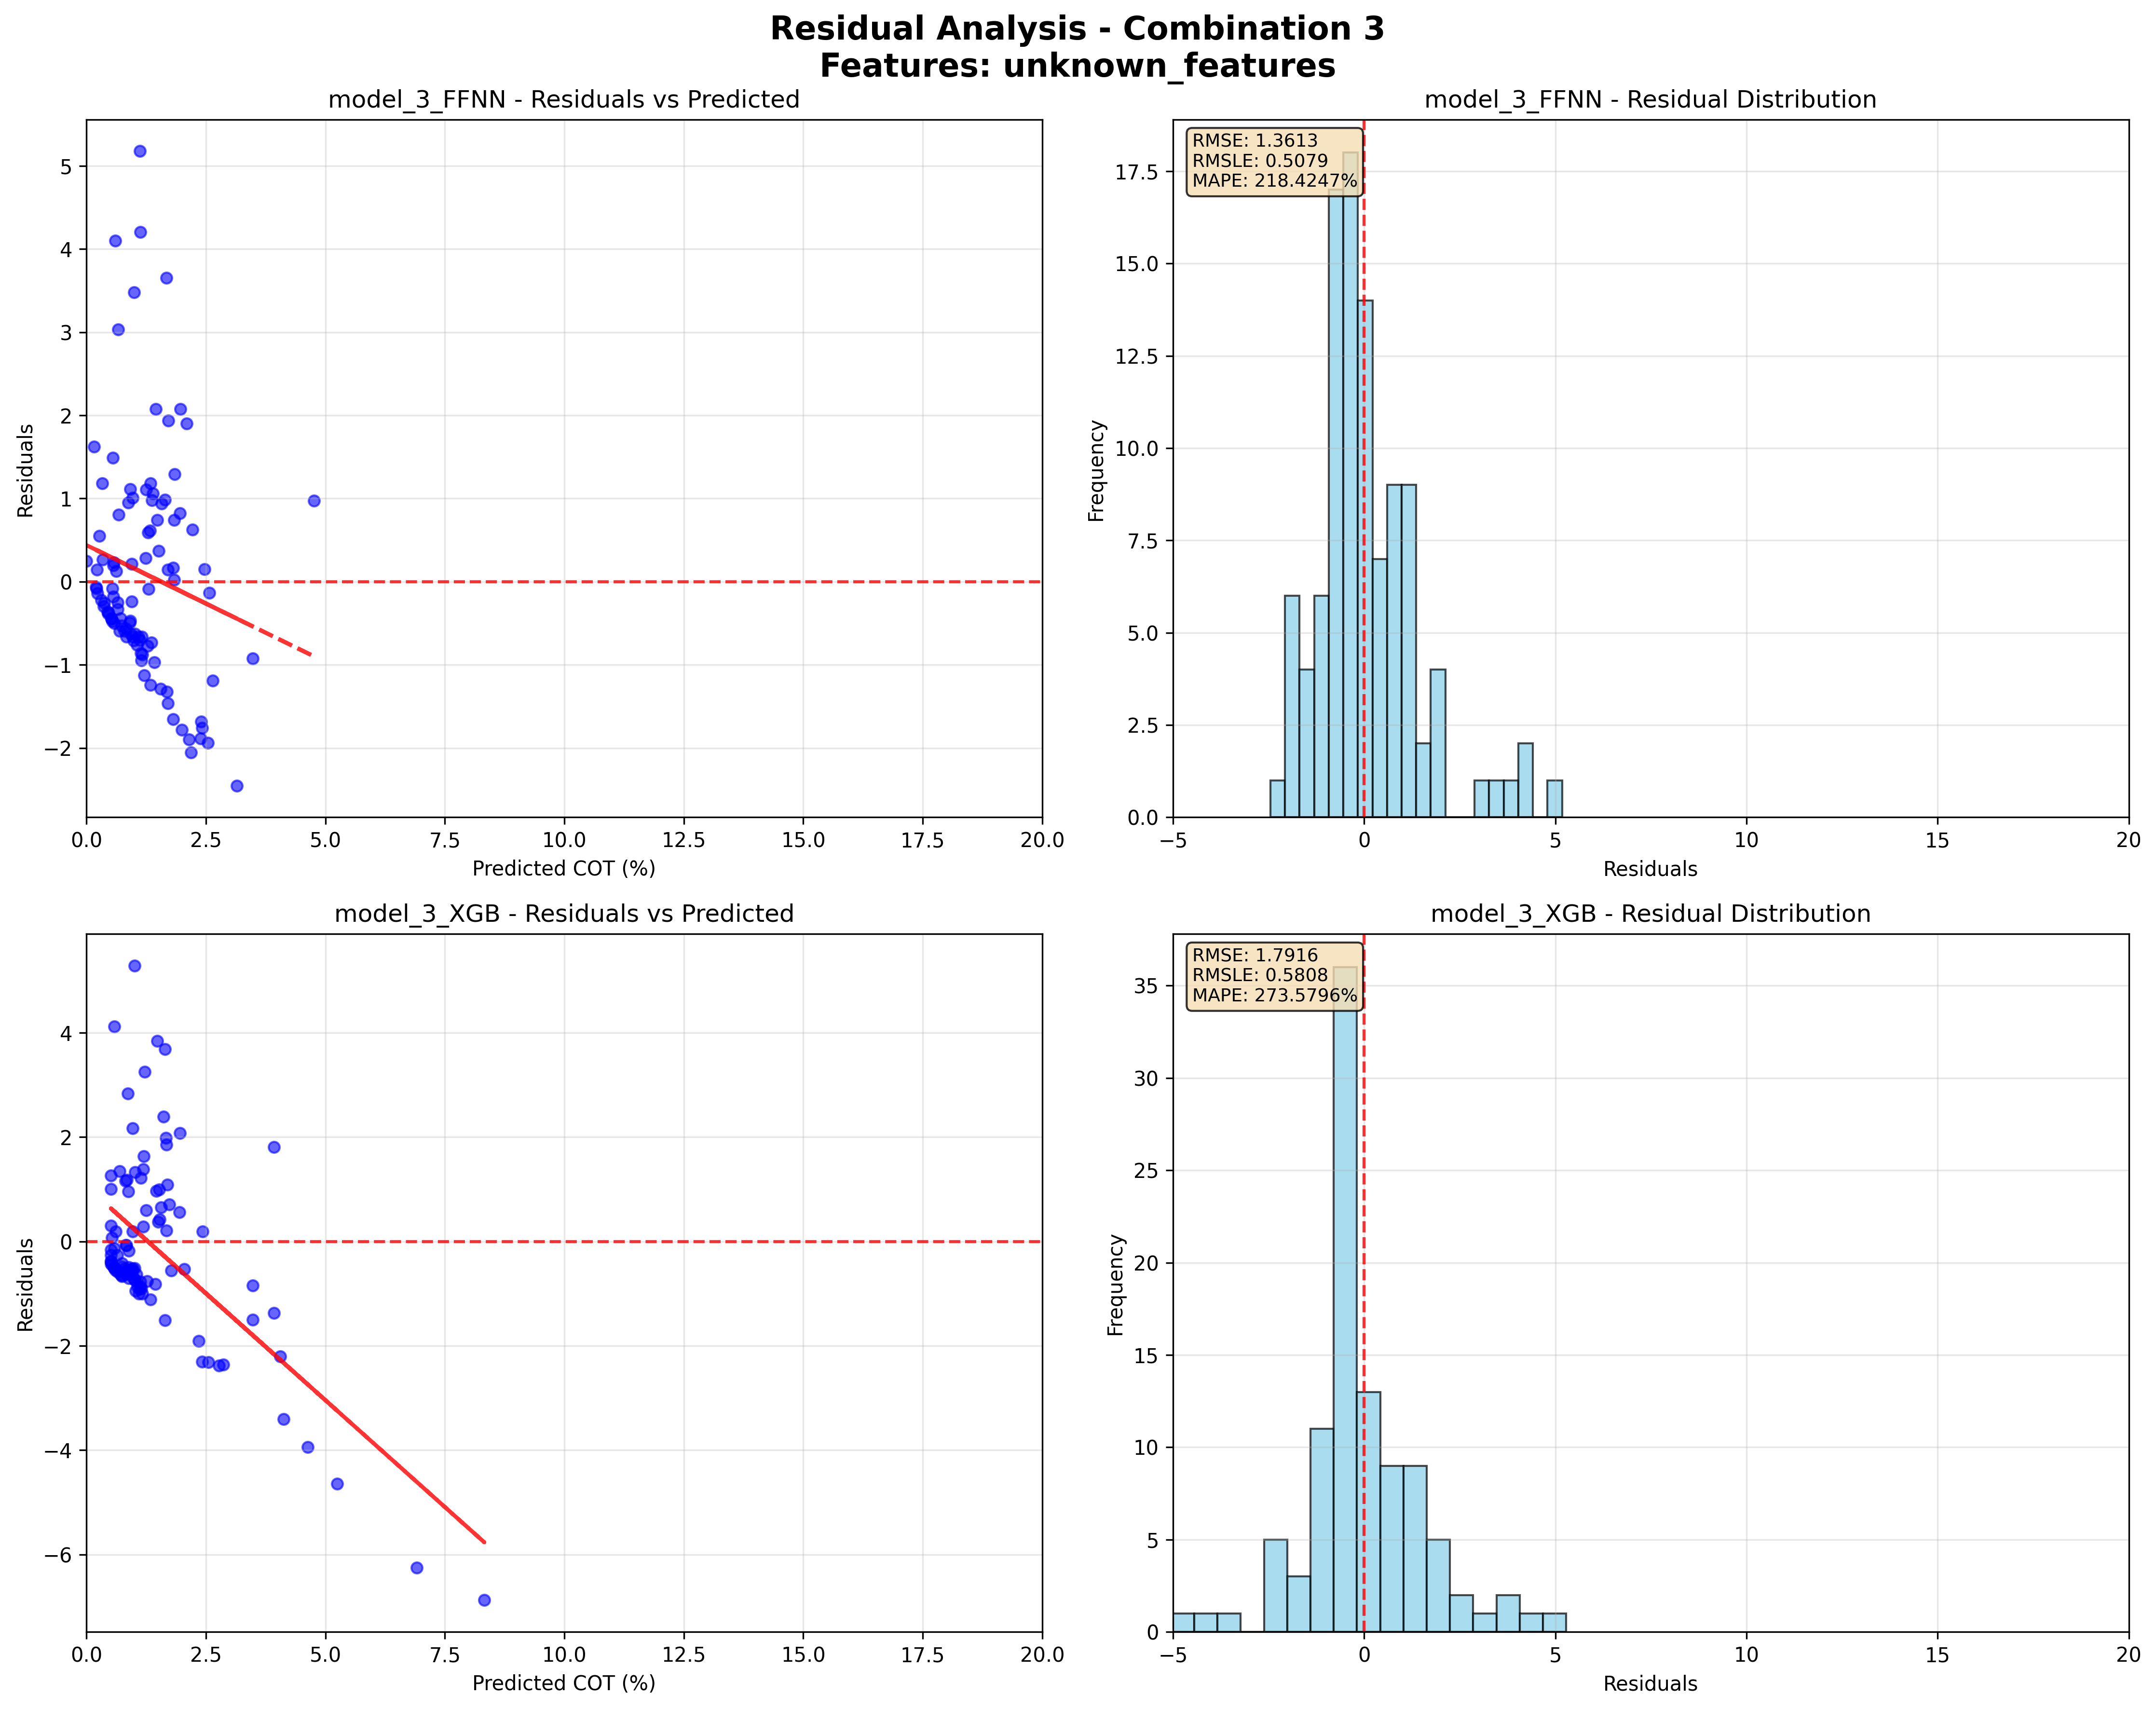 Residual Analysis - Combination 3
Features: unknown_features
model_3_FFNN - Residuals vs Predicted
5
4
3
2
1
0
−1
−2
Residuals
0.0 2.5 5.0 7.5 10.0 12.5 15.0 17.5 20.0
Predicted COT (%)
model_3_FFNN - Residual Distribution
RMSE: 1.3613
RMSLE: 0.5079
MAPE: 218.4247%
17.5
15.0
12.5
10.0
7.5
5.0
2.5
0.0
Frequency
−5 0 5 10 15 20
Residuals
model_3_XGB - Residuals vs Predicted
4
2
0
−2
−4
−6
Residuals
0.0 2.5 5.0 7.5 10.0 12.5 15.0 17.5 20.0
Predicted COT (%)
model_3_XGB - Residual Distribution
RMSE: 1.7916
RMSLE: 0.5808
MAPE: 273.5796%
35
30
25
20
15
10
5
0
Frequency
−5 0 5 10 15 20
Residuals